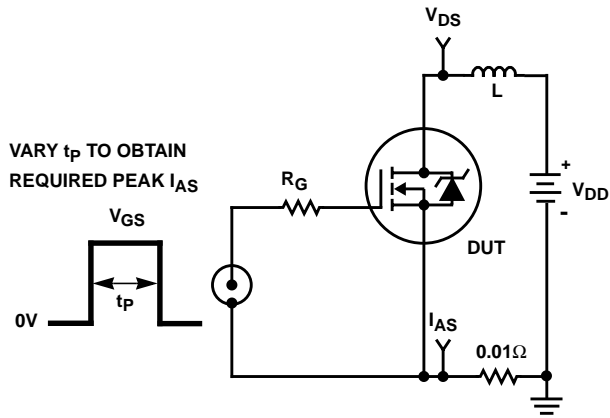 VDS
L
VARY tP TO OBTAIN
REQUIRED PEAK IAS
RG
+
VDD
-
VGS
DUT
tP
0V
IAS
0.01Ω